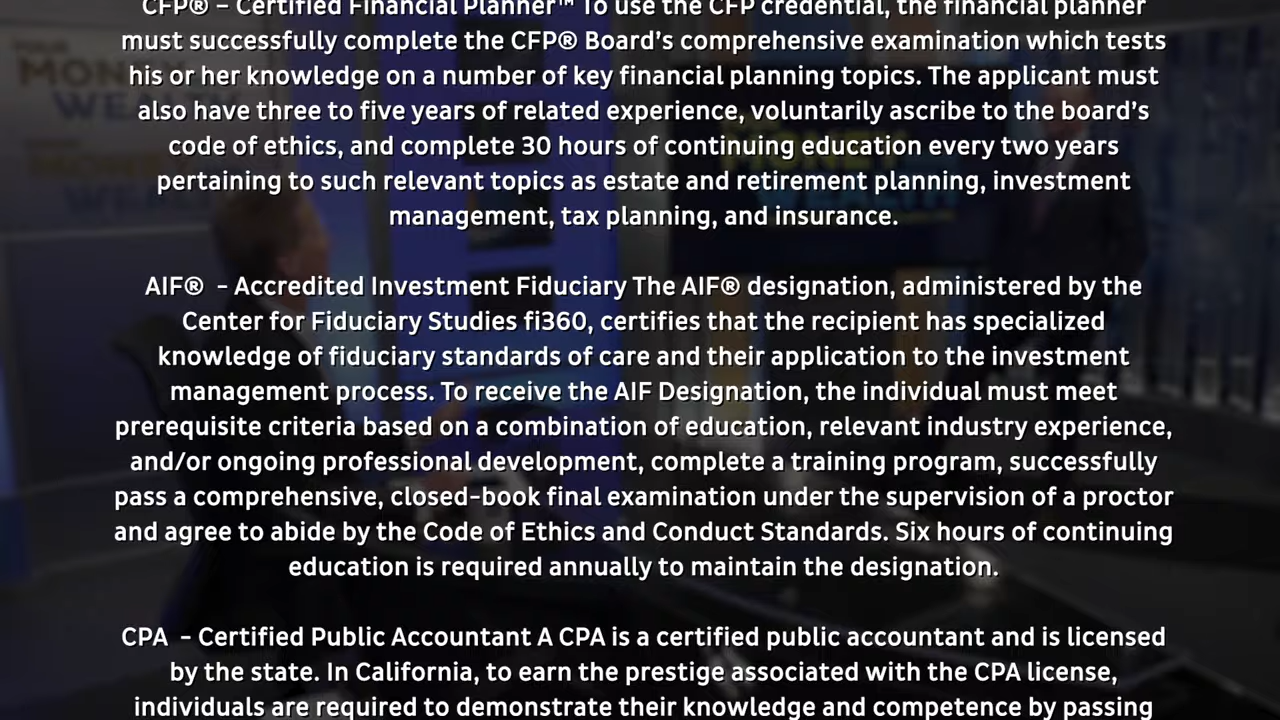 CFP® – Certified Financial Planner™ To use the CFP credential, the financial planner
must successfully complete the CFP® Board's comprehensive examination which tests
his or her knowledge on a number of key financial planning topics. The applicant must
also have three to five years of related experience, voluntarily ascribe to the board's
code of ethics, and complete 30 hours of continuing education every two years
pertaining to such relevant topics as estate and retirement planning, investment
management, tax planning, and insurance.
AIF®  - Accredited Investment Fiduciary The AIF® designation, administered by the
Center for Fiduciary Studies fi360, certifies that the recipient has specialized
knowledge of fiduciary standards of care and their application to the investment
management process. To receive the AIF Designation, the individual must meet
prerequisite criteria based on a combination of education, relevant industry experience,
and/or ongoing professional development, complete a training program, successfully
pass a comprehensive, closed-book final examination under the supervision of a proctor
and agree to abide by the Code of Ethics and Conduct Standards. Six hours of continuing
education is required annually to maintain the designation.
CPA  - Certified Public Accountant A CPA is a certified public accountant and is licensed
by the state. In California, to earn the prestige associated with the CPA license,
individuals are required to demonstrate their knowledge and competence by passing
MONEY
WEALTH
MONEY
WEALTH
MONEY
WEALTH